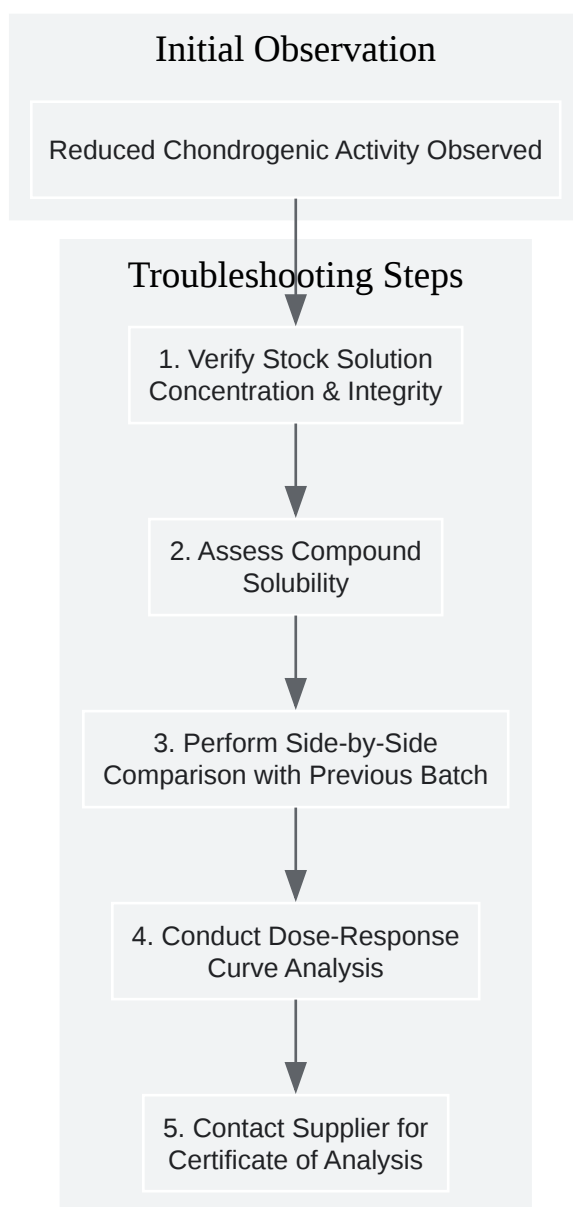 Initial Observation
Reduced Chondrogenic Activity Observed
Troubleshooting Steps
1. Verify Stock Solution
Concentration & Integrity
2. Assess Compound
Solubility
3. Perform Side-by-Side
Comparison with Previous Batch
4. Conduct Dose-Response
Curve Analysis
5. Contact Supplier for
Certificate of Analysis